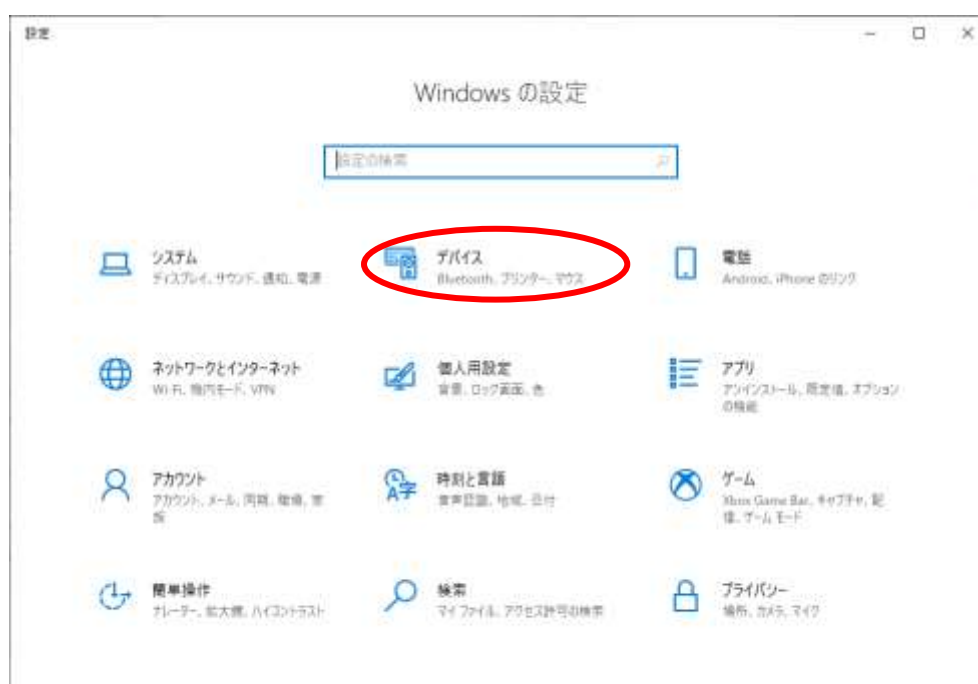 設定
Windows の設定
設定の検索
システム
ディスプレイ、サウンド、通知、電源
デバイス
Bluetooth、プリンター、マウス
電話
Android、iPhone のリンク
ネットワークとインターネット
Wi-Fi、機内モード、VPN
個人用設定
背景、ロック画面、色
アプリ
アンインストール、既定値、オプション
の機能
アカウント
アカウント、メール、同期、職場、家
族
時刻と言語
音声認識、地域、日付
ゲーム
Xbox Game Bar、キャプチャ、配
信、ゲーム モード
簡単操作
ナレーター、拡大鏡、ハイコントラスト
検索
マイ ファイル、アクセス許可の検索
プライバシー
場所、カメラ、マイク